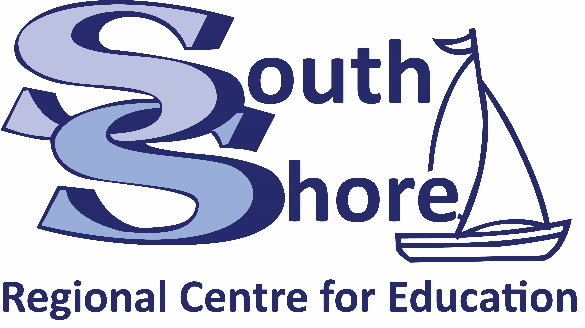 South
Shore
Regional Centre for Education